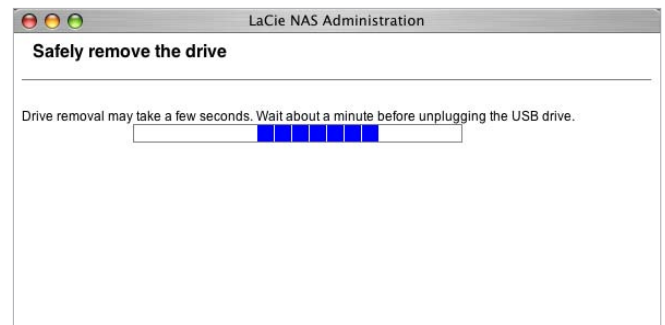 LaCie NAS Administration
Safely remove the drive
Drive removal may take a few seconds. Wait about a minute before unplugging the USB drive.